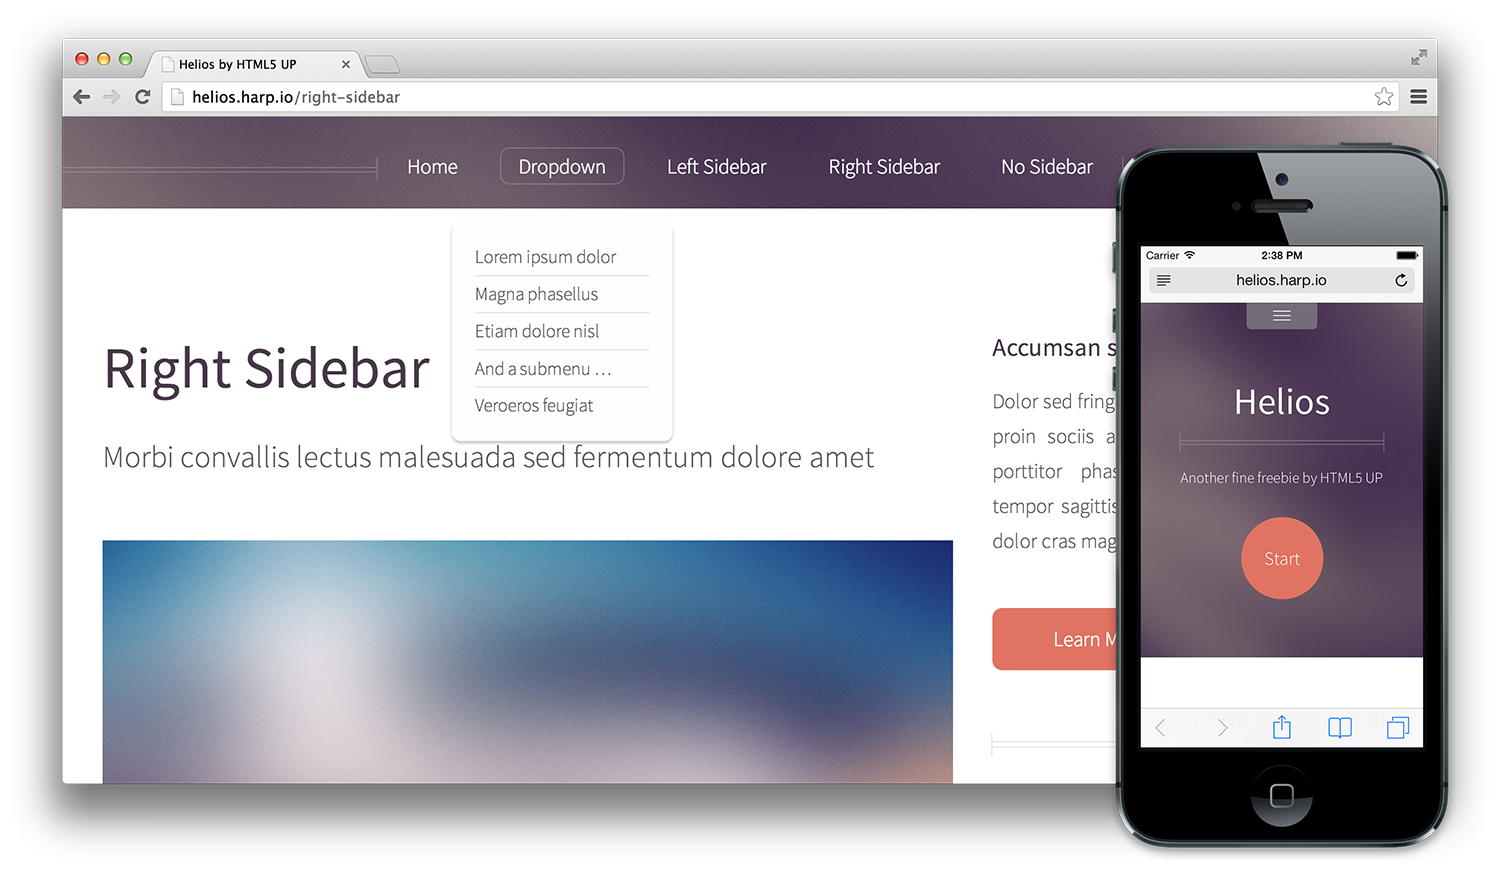 Helios by HTML5 UP
helios.harp.io/right-sidebar
Home Dropdown Left Sidebar Right Sidebar No Sidebar
Lorem ipsum dolor
Magna phasellus
Etiam dolore nisl
And a submenu …
Veroeros feugiat
Right Sidebar
Morbi convallis lectus malesuada sed fermentum dolore amet
Accumsan s
Dolor sed fring
proin sociis a
porttitor phas
tempor sagittis
dolor cras mag
Learn M
Carrier 2:38 PM
helios.harp.io
Helios
Another fine freebie by HTML5 UP
Start